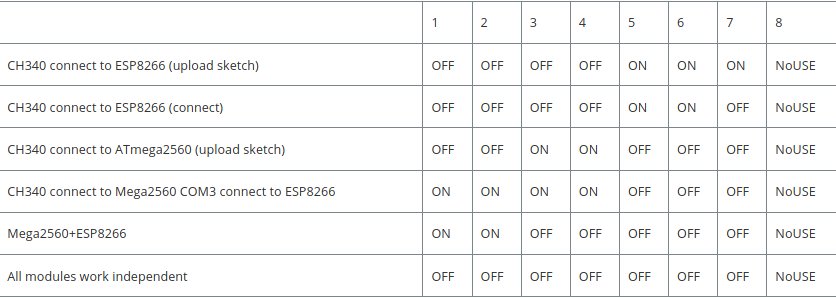 1 2 3 4 5 6 7 8
CH340 connect to ESP8266 (upload sketch) OFF OFF OFF OFF ON ON ON NoUSE
CH340 connect to ESP8266 (connect) OFF OFF OFF OFF ON ON OFF NoUSE
CH340 connect to ATmega2560 (upload sketch) OFF OFF ON ON OFF OFF OFF NoUSE
CH340 connect to Mega2560 COM3 connect to ESP8266 ON ON ON ON OFF OFF OFF NoUSE
Mega2560+ESP8266 ON ON OFF OFF OFF OFF OFF NoUSE
All modules work independent OFF OFF OFF OFF OFF OFF OFF NoUSE